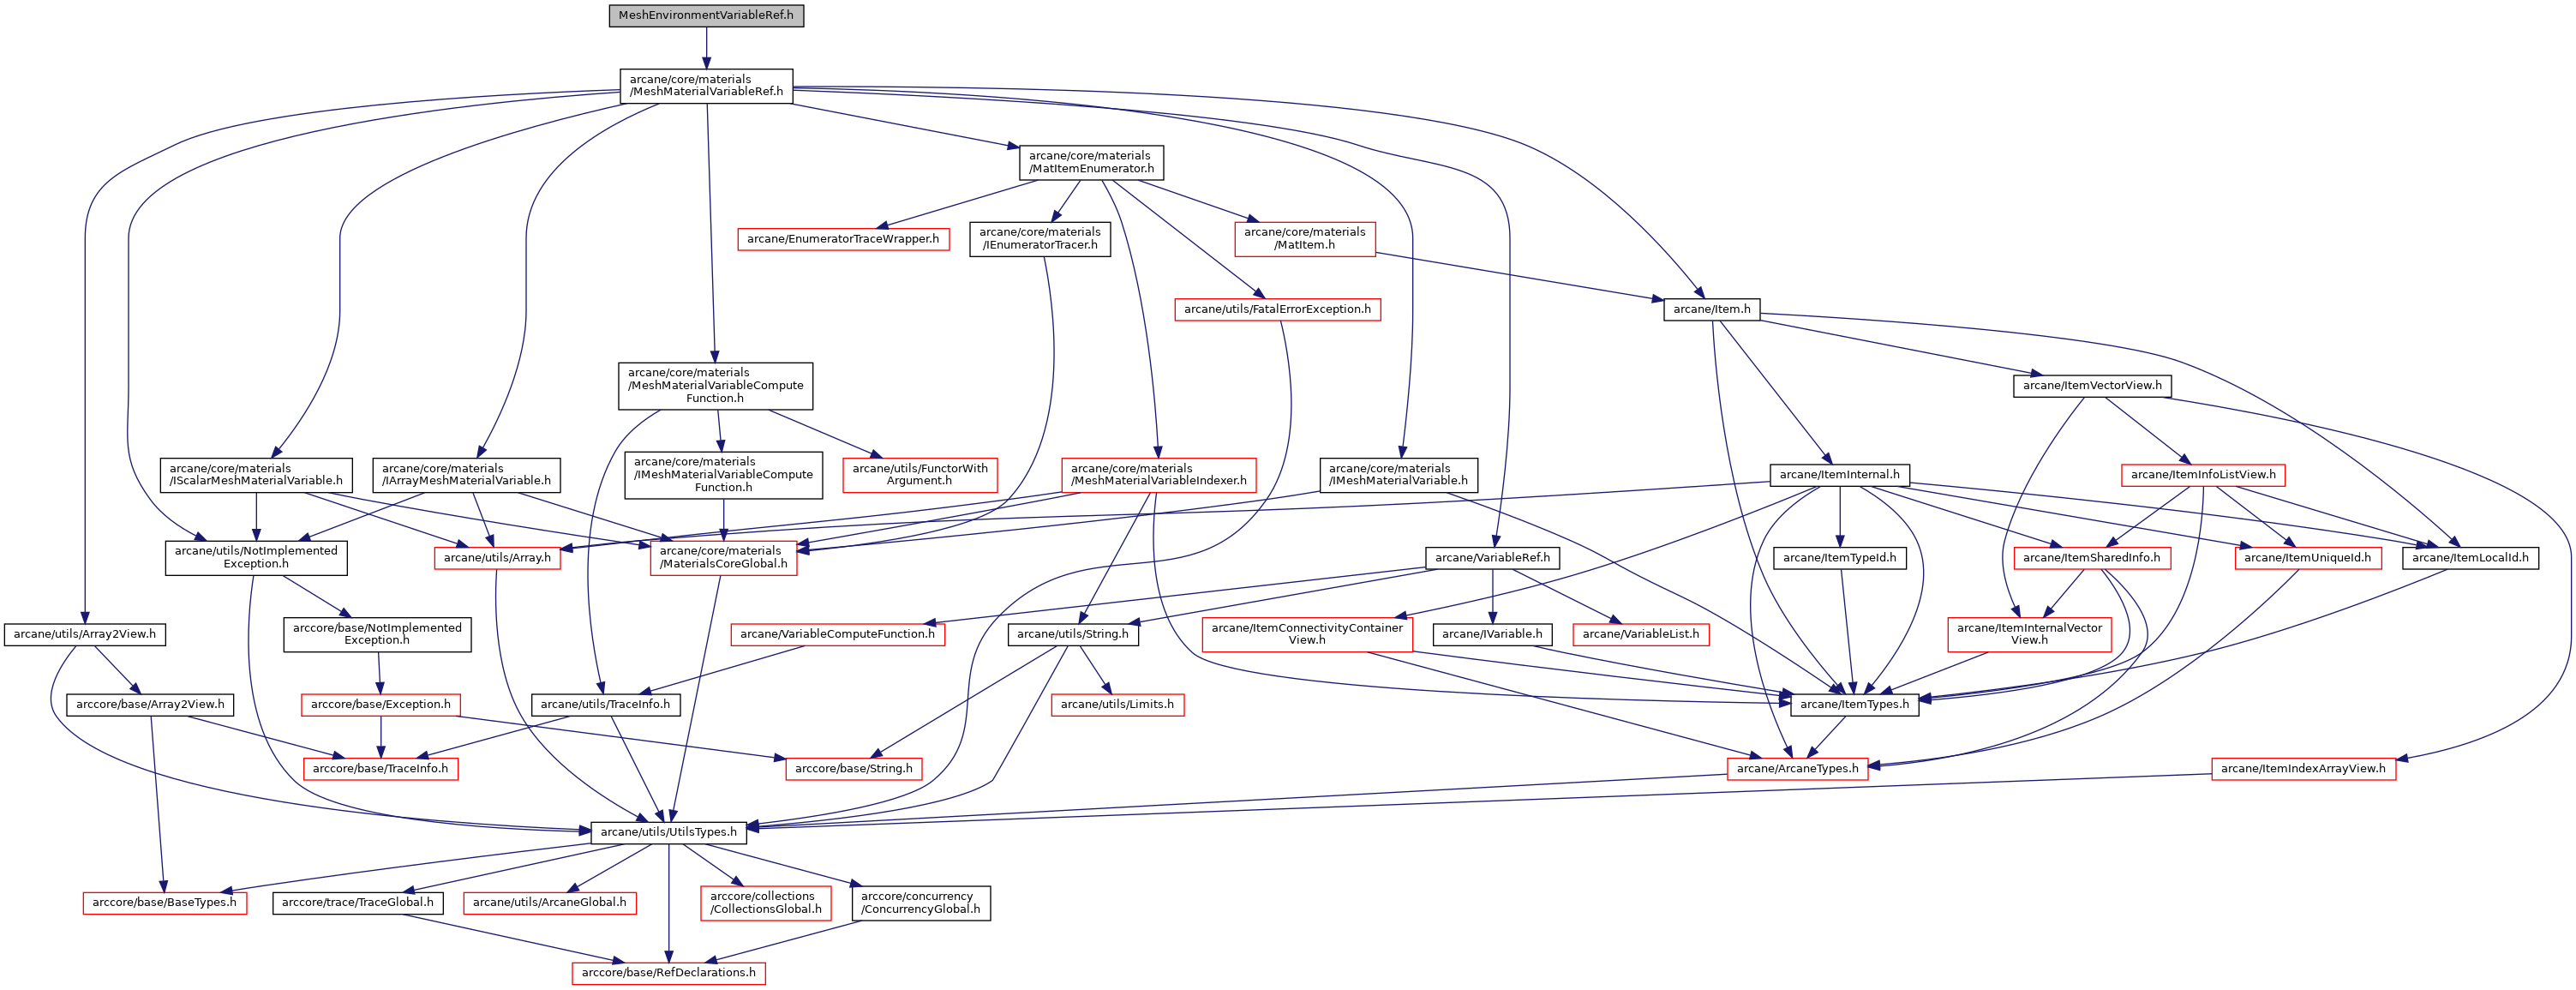 MeshEnvironmentVariableRef.h
arcane/core/materials
/MeshMaterialVariableRef.h
arcane/core/materials
/MatItemEnumerator.h
arcane/EnumeratorTraceWrapper.h
arcane/core/materials
/IEnumeratorTracer.h
arcane/core/materials
/MatItem.h
arcane/utils/FatalErrorException.h
arcane/Item.h
arcane/core/materials
/MeshMaterialVariableCompute
Function.h
arcane/ItemVectorView.h
arcane/core/materials
/IScalarMeshMaterialVariable.h
arcane/core/materials
/IArrayMeshMaterialVariable.h
arcane/core/materials
/IMeshMaterialVariableCompute
Function.h
arcane/utils/FunctorWith
Argument.h
arcane/core/materials
/MeshMaterialVariableIndexer.h
arcane/core/materials
/IMeshMaterialVariable.h
arcane/ItemInternal.h
arcane/ItemInfoListView.h
arcane/utils/NotImplemented
Exception.h
arcane/utils/Array.h
arcane/core/materials
/MaterialsCoreGlobal.h
arcane/VariableRef.h
arcane/ItemTypeId.h
arcane/ItemSharedInfo.h
arcane/ItemUniqueId.h
arcane/ItemLocalId.h
arcane/utils/Array2View.h
arccore/base/NotImplemented
Exception.h
arcane/VariableComputeFunction.h
arcane/utils/String.h
arcane/ItemConnectivityContainer
View.h
arcane/IVariable.h
arcane/VariableList.h
arcane/ItemInternalVector
View.h
arccore/base/Array2View.h
arccore/base/Exception.h
arcane/utils/TraceInfo.h
arcane/utils/Limits.h
arcane/ItemTypes.h
arccore/base/TraceInfo.h
arccore/base/String.h
arcane/ArcaneTypes.h
arcane/ItemIndexArrayView.h
arcane/utils/UtilsTypes.h
arccore/base/BaseTypes.h
arccore/trace/TraceGlobal.h
arcane/utils/ArcaneGlobal.h
arccore/collections
/CollectionsGlobal.h
arccore/concurrency
/ConcurrencyGlobal.h
arccore/base/RefDeclarations.h